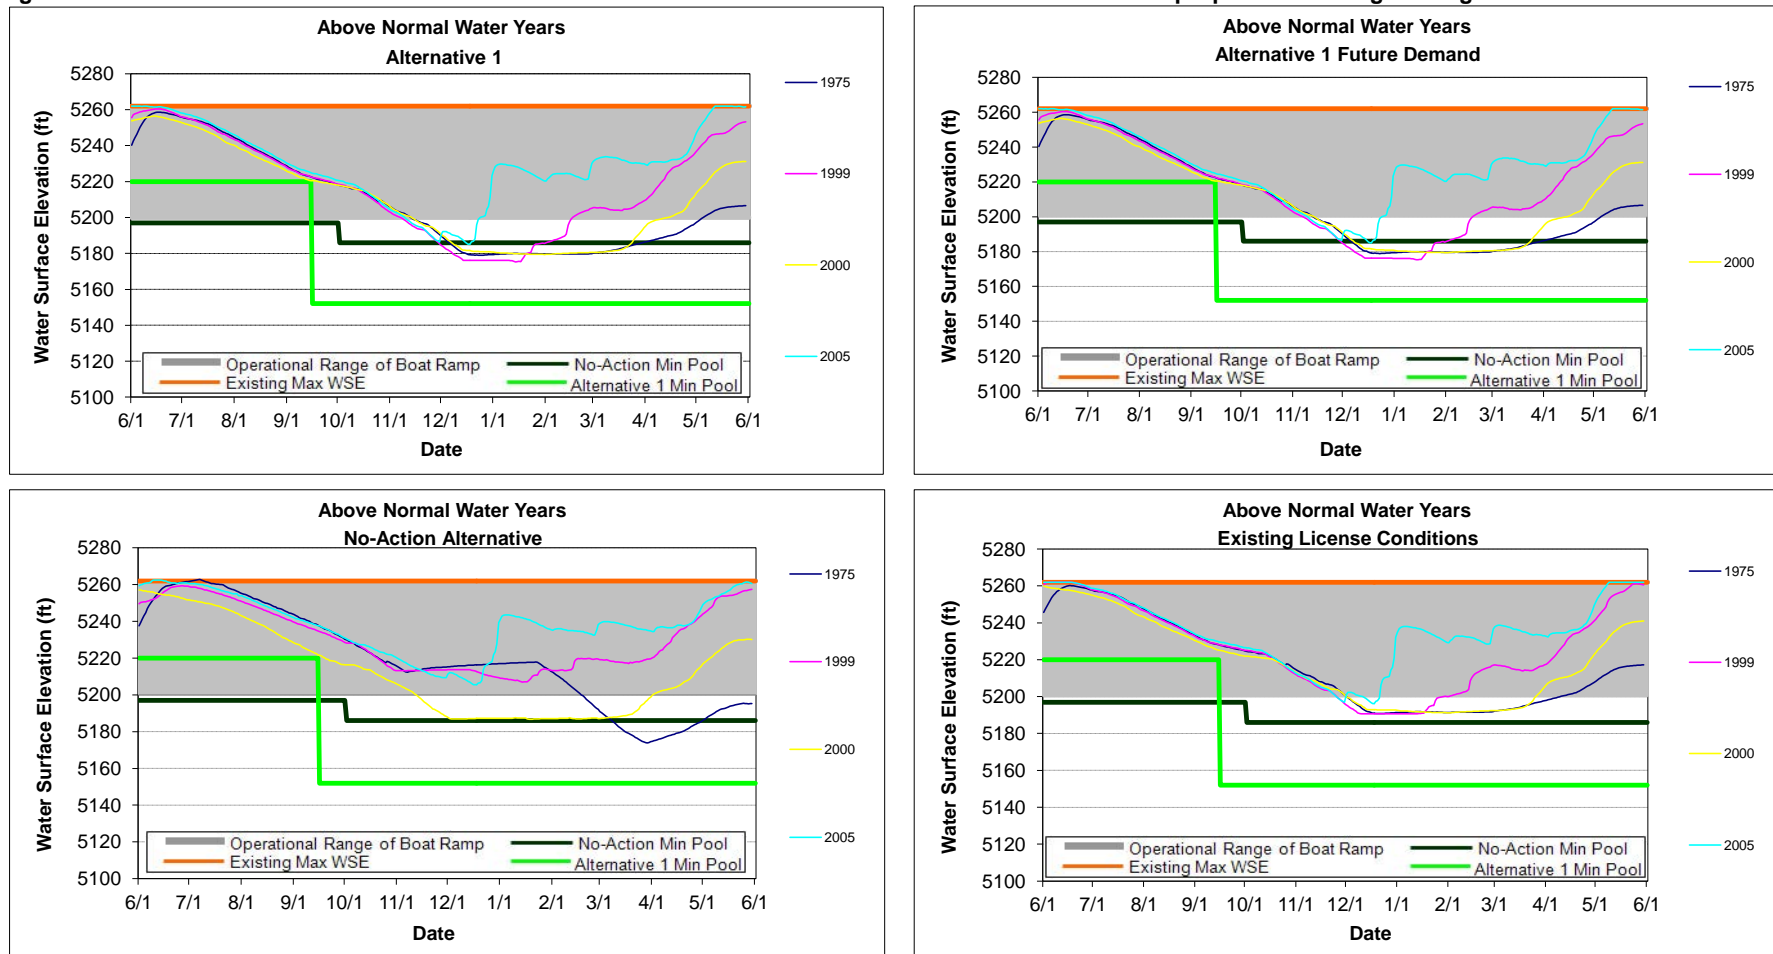 Above Normal Water Years
Alternative 1
Water Surface Elevation (ft)
5280
5260
5240
5220
5200
5180
5160
5140
5120
5100
6/1 7/1 8/1 9/1 10/1 11/1 12/1 1/1 2/1 3/1 4/1 5/1 6/1
Date
Operational Range of Boat Ramp No-Action Min Pool
Existing Max WSE Alternative 1 Min Pool
1975
1999
2000
2005
Above Normal Water Years
Alternative 1 Future Demand
Water Surface Elevation (ft)
5280
5260
5240
5220
5200
5180
5160
5140
5120
5100
6/1 7/1 8/1 9/1 10/1 11/1 12/1 1/1 2/1 3/1 4/1 5/1 6/1
Date
Operational Range of Boat Ramp No-Action Min Pool
Existing Max WSE Alternative 1 Min Pool
1975
1999
2000
2005
Above Normal Water Years
No-Action Alternative
Water Surface Elevation (ft)
5280
5260
5240
5220
5200
5180
5160
5140
5120
5100
6/1 7/1 8/1 9/1 10/1 11/1 12/1 1/1 2/1 3/1 4/1 5/1 6/1
Date
Operational Range of Boat Ramp No-Action Min Pool
Existing Max WSE Alternative 1 Min Pool
1975
1999
2000
2005
Above Normal Water Years
Existing License Conditions
Water Surface Elevation (ft)
5280
5260
5240
5220
5200
5180
5160
5140
5120
5100
6/1 7/1 8/1 9/1 10/1 11/1 12/1 1/1 2/1 3/1 4/1 5/1 6/1
Date
Operational Range of Boat Ramp No-Action Min Pool
Existing Max WSE Alternative 1 Min Pool
1975
1999
2000
2005